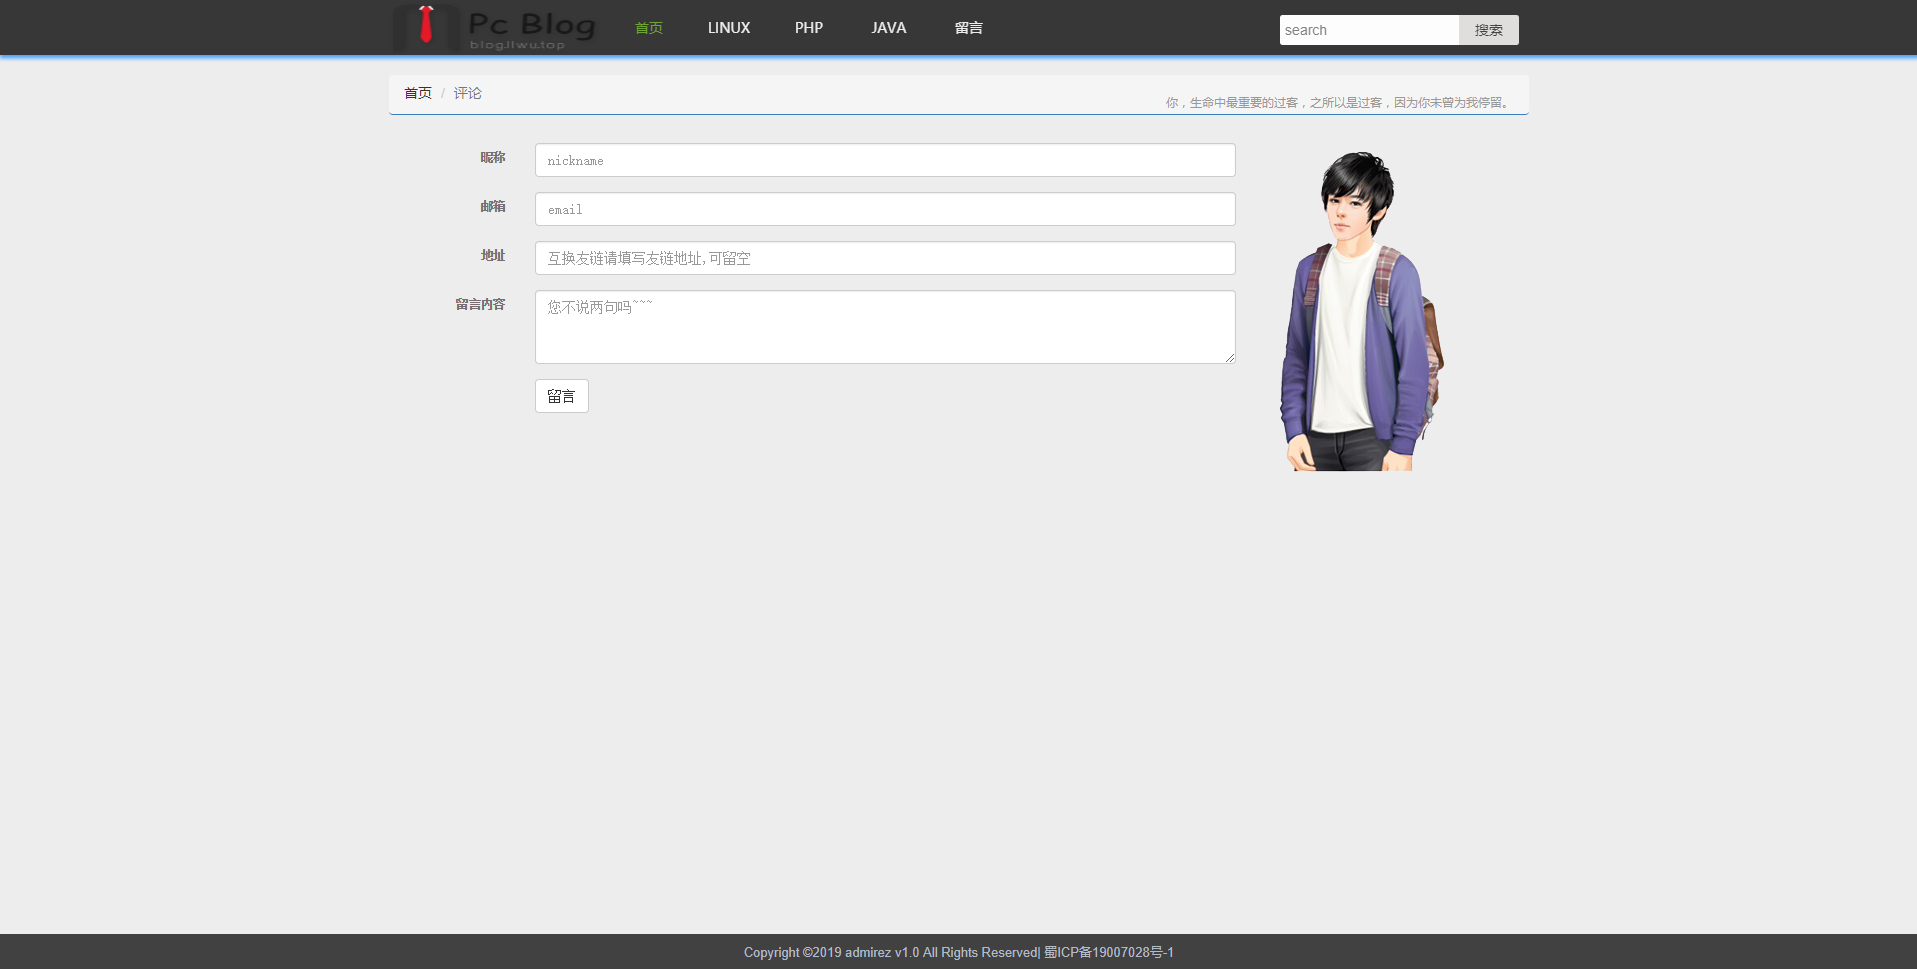 Pc Blog
blog.llwu.top
首页 LINUX PHP JAVA 留言
search 搜索
首页 / 评论
你，生命中最重要的过客，之所以是过客，因为你未曾为我停留。
昵称 nickname
邮箱 email
地址 互换友链请填写友链地址,可留空
留言内容 您不说两句吗~~~
留言
Copyright ©2019 admirez v1.0 All Rights Reserved| 蜀ICP备19007028号-1